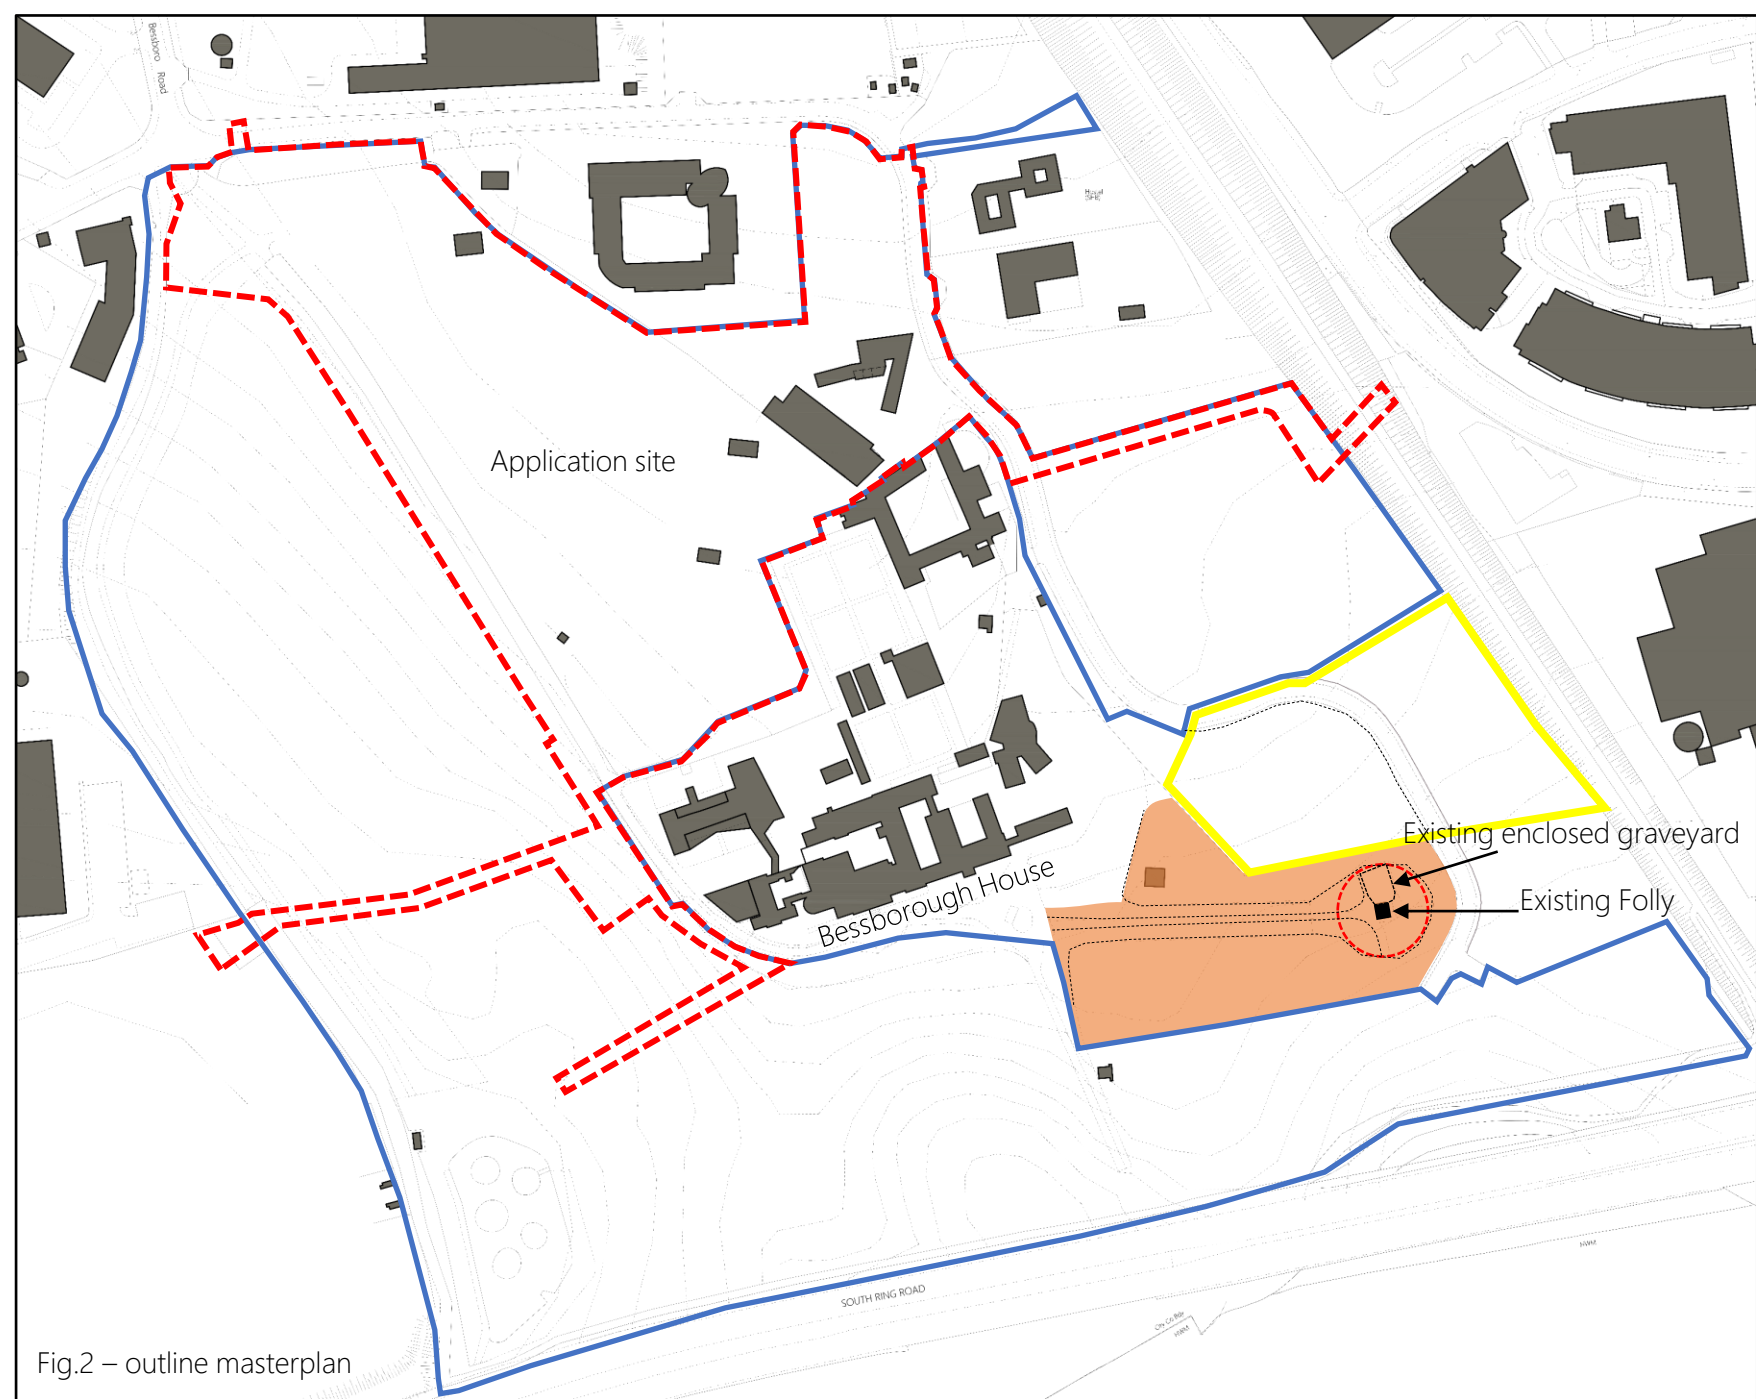 Bessboro Road
Application site
Existing enclosed graveyard
Existing Folly
Bessborough House
SOUTH RING ROAD
Fig.2 – outline masterplan